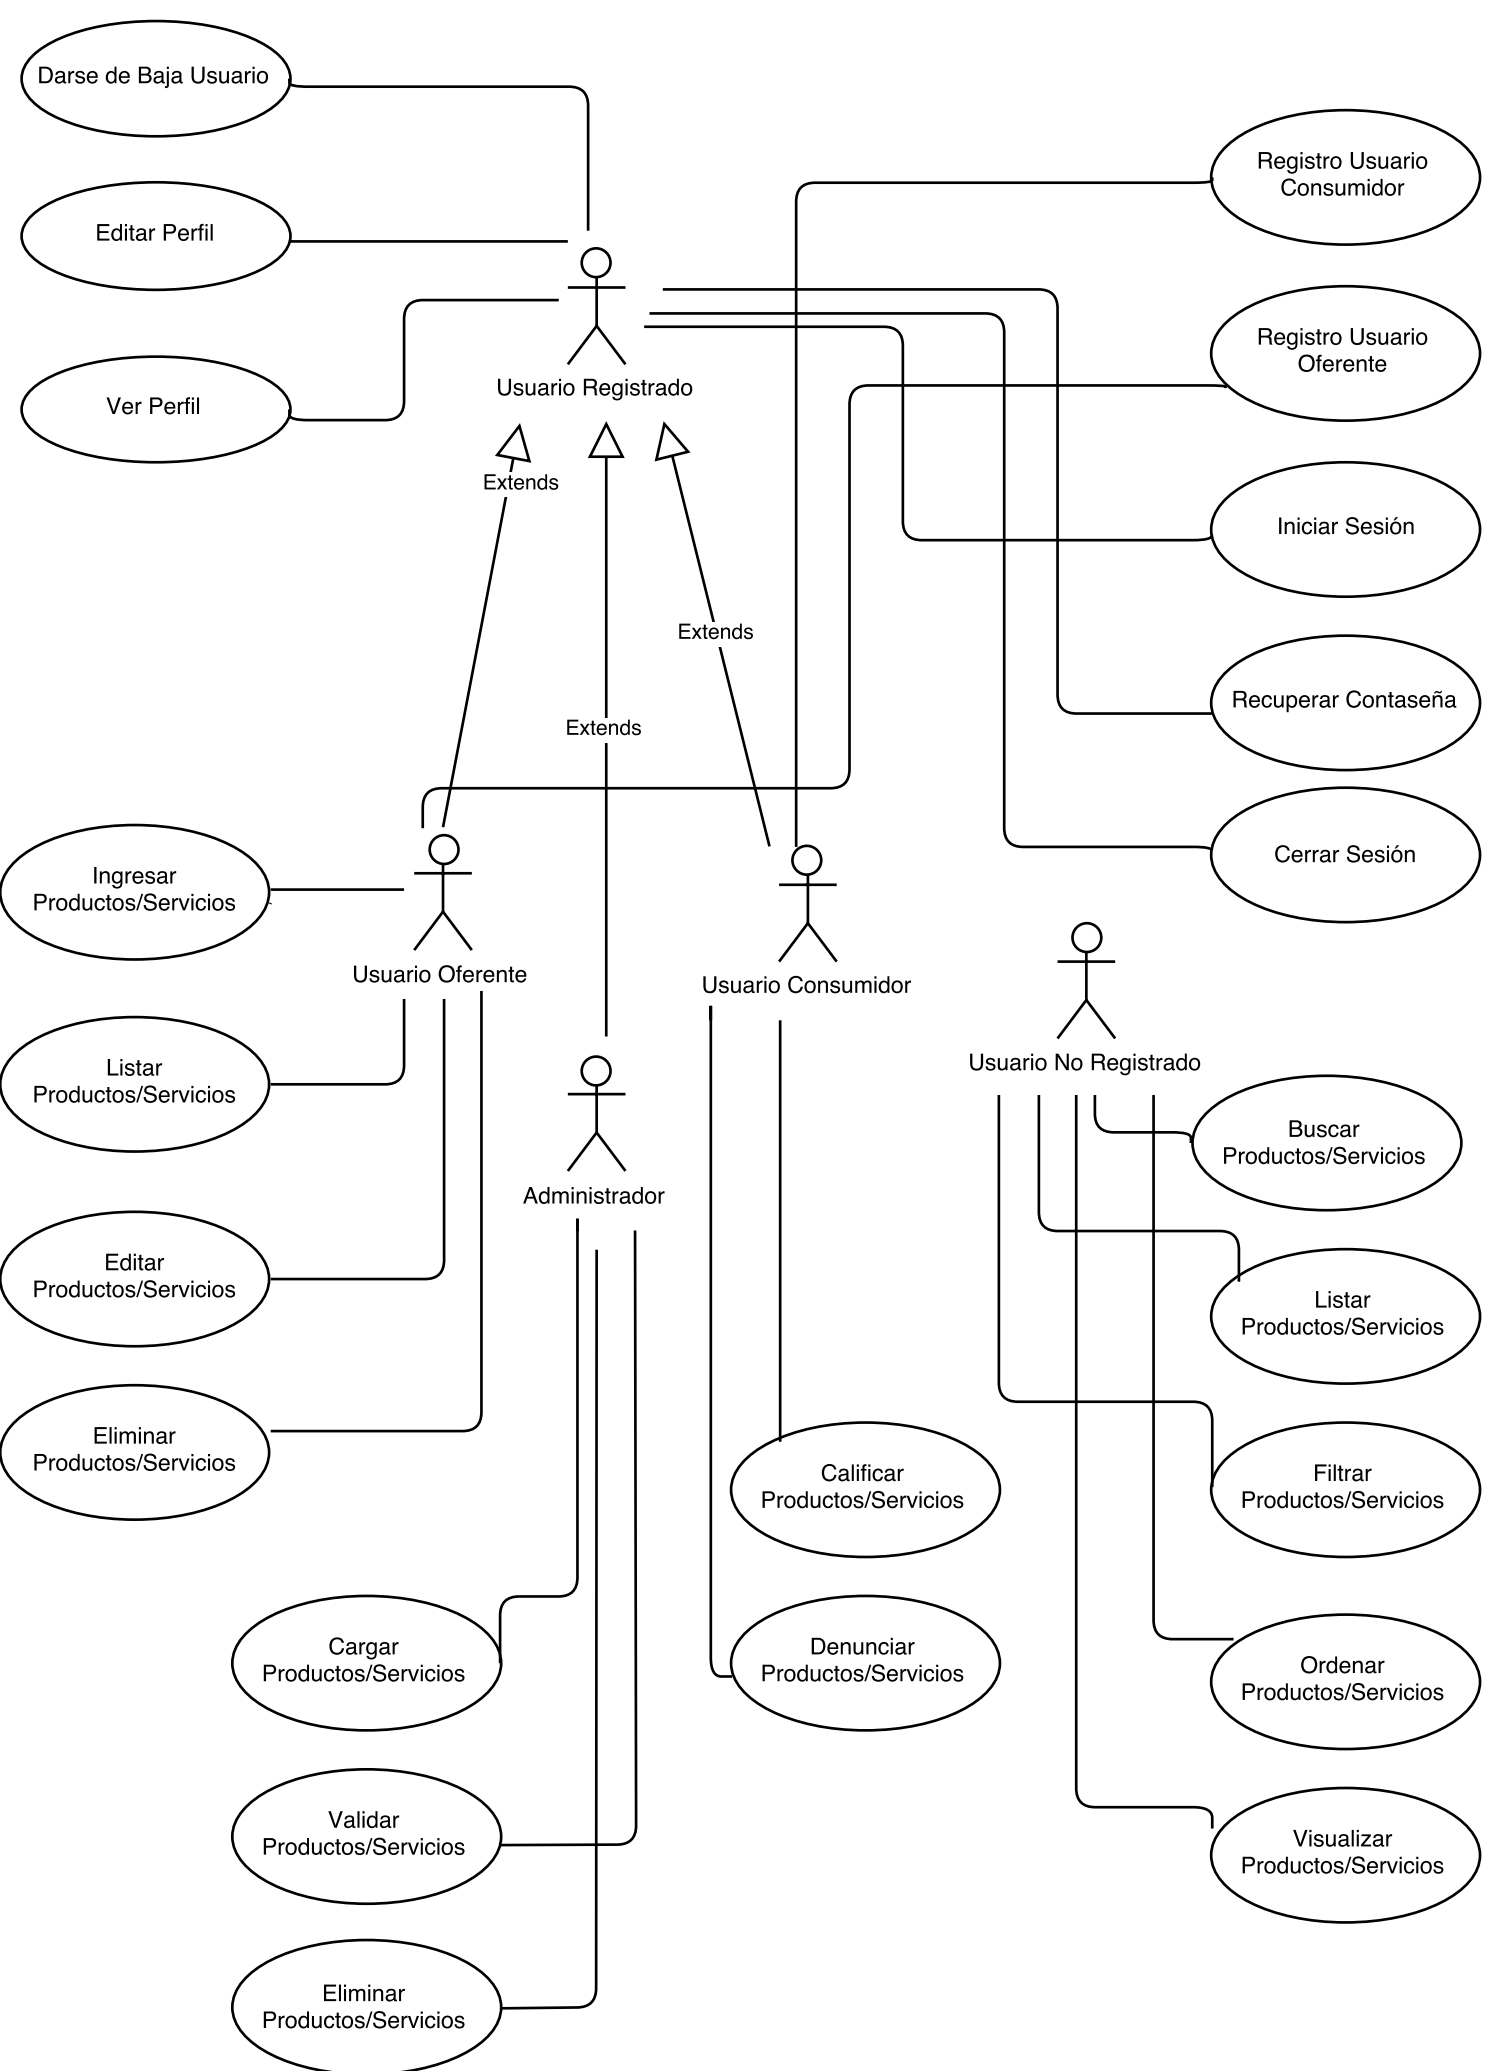 Darse de Baja Usuario
Editar Perfil
Ver Perfil
Usuario Registrado
Registro Usuario
Consumidor
Registro Usuario
Oferente
Iniciar Sesión
Recuperar Contaseña
Cerrar Sesión
Extends
Extends
Extends
Ingresar
Productos/Servicios
Usuario Oferente
Usuario Consumidor
Listar
Productos/Servicios
Administrador
Usuario No Registrado
Buscar
Productos/Servicios
Editar
Productos/Servicios
Listar
Productos/Servicios
Eliminar
Productos/Servicios
Calificar
Productos/Servicios
Filtrar
Productos/Servicios
Cargar
Productos/Servicios
Denunciar
Productos/Servicios
Ordenar
Productos/Servicios
Validar
Productos/Servicios
Visualizar
Productos/Servicios
Eliminar
Productos/Servicios